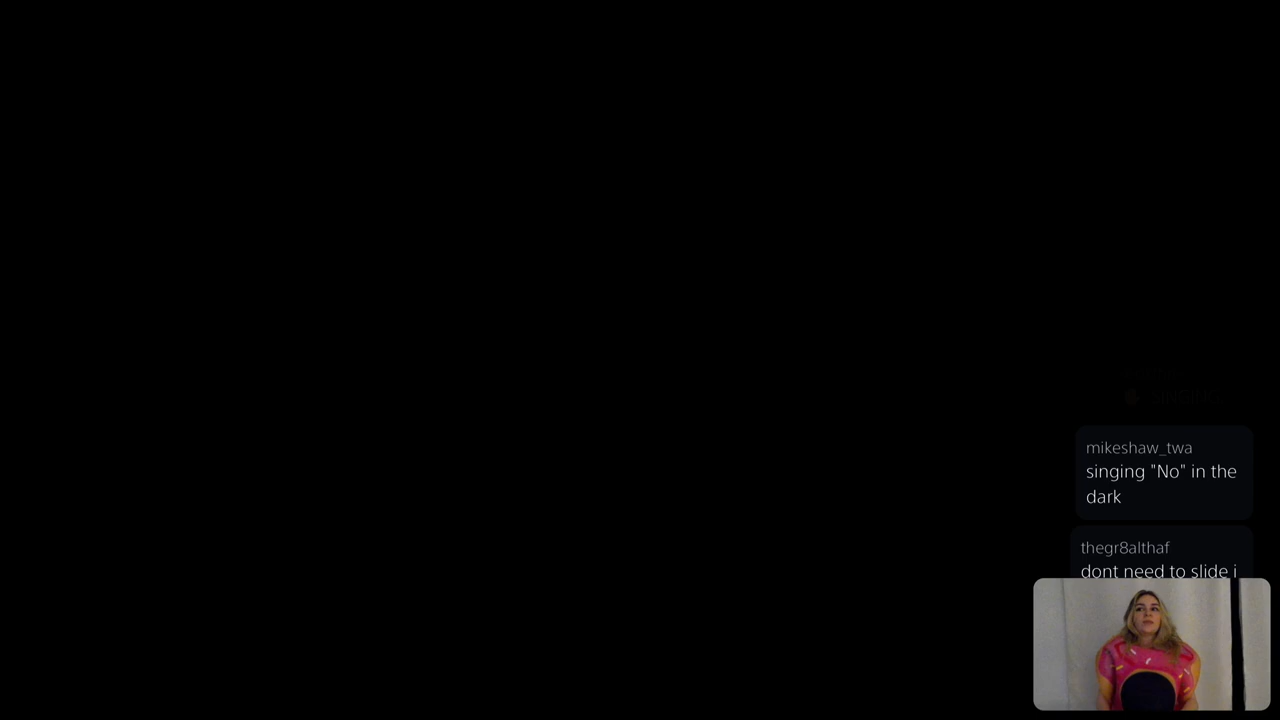 mikeshaw_twa
singing "No" in the
dark
thegr8althaf
dont need to slide i